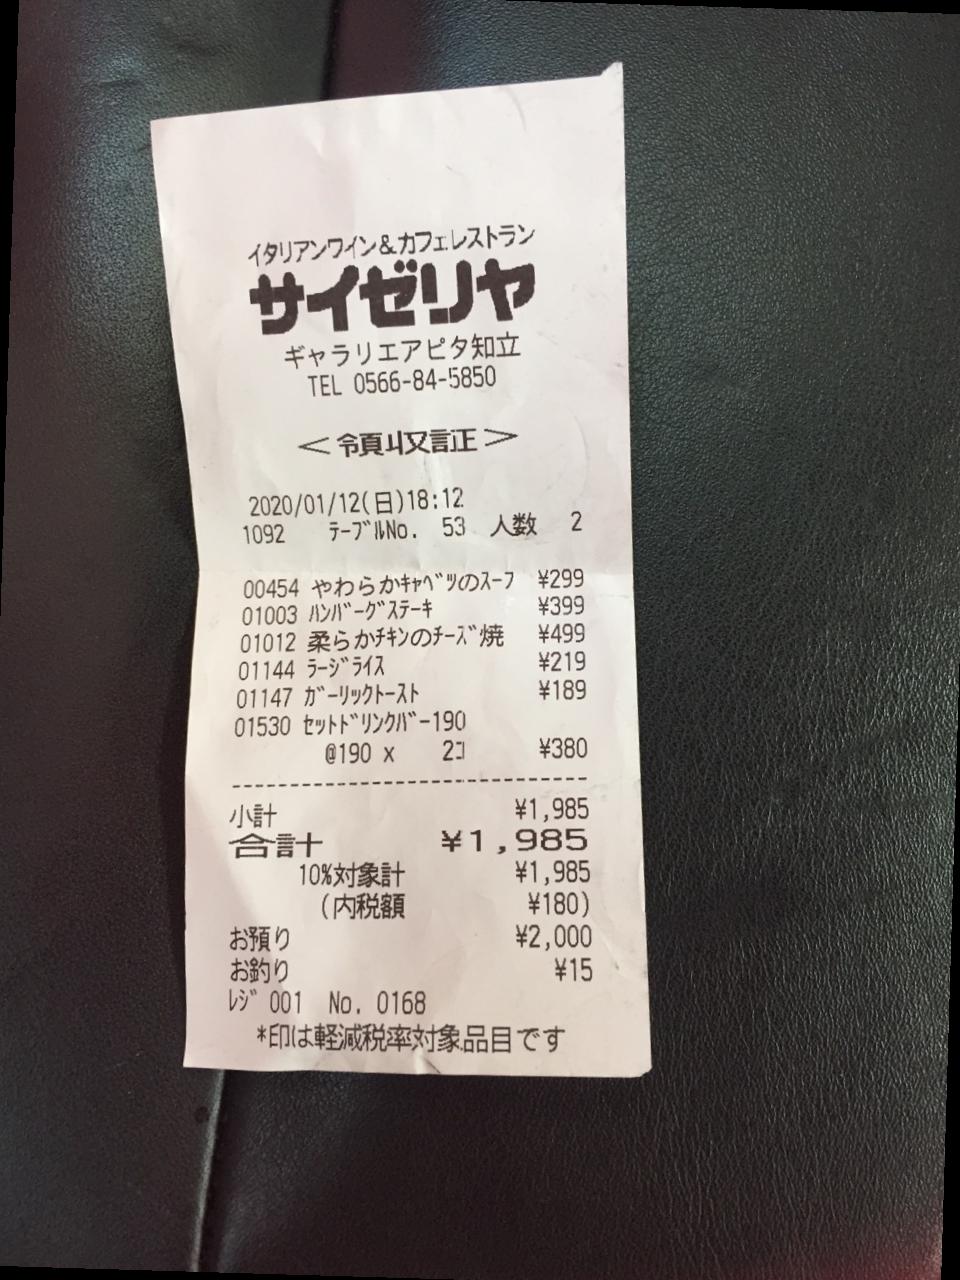 イタリアンワイン&カフェレストラン
サイゼリヤ
ギャラリエアピタ知立
TEL 0566-84-5850
<領収証>
2020/01/12(日)18:12
1092 ﾃｰﾌﾞﾙNo. 53 人数 2
00454 やわらかｷｬﾍﾞﾂのｽｰﾌ ¥299
01003 ﾊﾝﾊﾞｰｸﾞｽﾃｰｷ ¥399
01012 柔らかﾁｷﾝのﾁｰｽﾞ焼 ¥499
01144 ﾗｰｼﾞﾗｲｽ ¥219
01147 ｶﾞｰﾘｯｸﾄｰｽﾄ ¥189
01530 ｾｯﾄﾄﾞﾘﾝｸﾊﾞｰ190
@190 x 2ｺ ¥380
--------------------------------
小計 ¥1,985
合計 ¥1,985
10%対象計 ¥1,985
(内税額 ¥180)
お預り ¥2,000
お釣り ¥15
ﾚｼﾞ 001 No. 0168
*印は軽減税率対象品目です